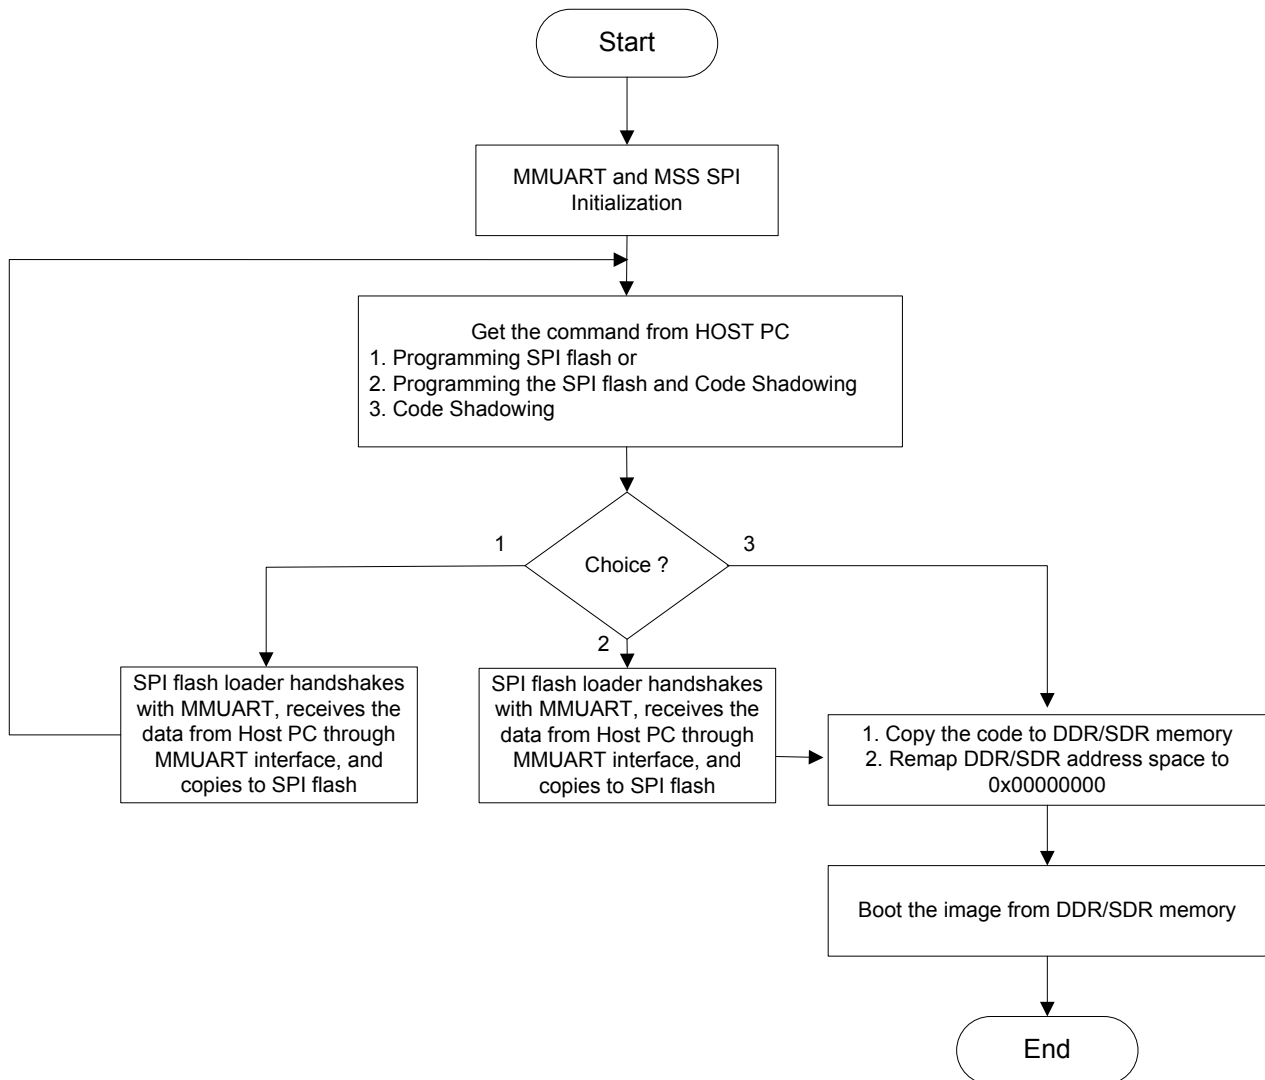 Start
MMUART and MSS SPI
Initialization
Get the command from HOST PC
1. Programming SPI flash or
2. Programming the SPI flash and Code Shadowing
3. Code Shadowing
1
Choice ?
3
2
SPI flash loader handshakes
with MMUART, receives the
data from Host PC through
MMUART interface, and
copies to SPI flash
SPI flash loader handshakes
with MMUART, receives the
data from Host PC through
MMUART interface, and
copies to SPI flash
1. Copy the code to DDR/SDR memory
2. Remap DDR/SDR address space to
0x00000000
Boot the image from DDR/SDR memory
End